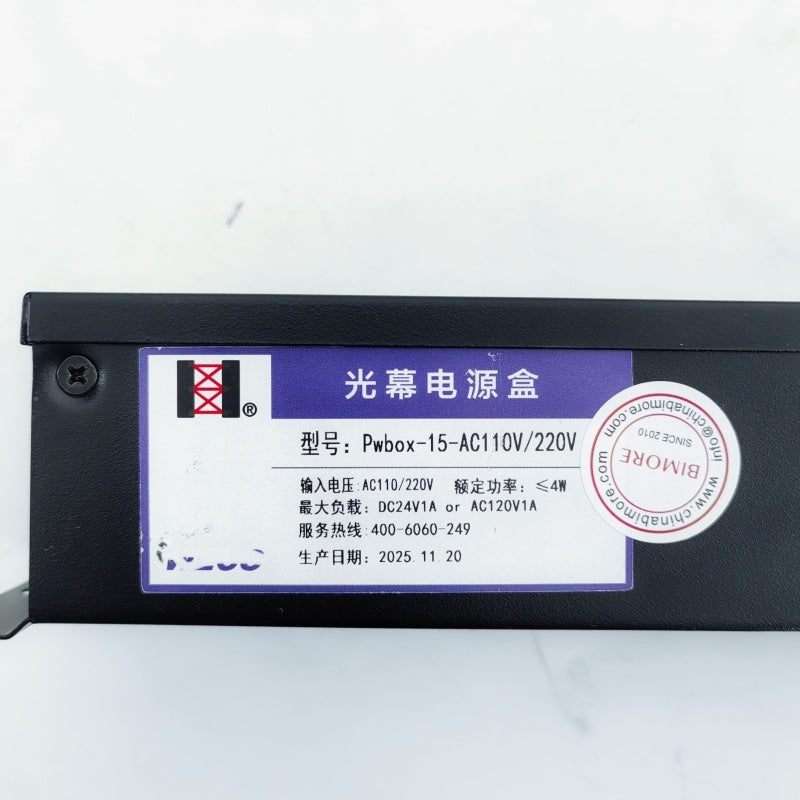 光幕电源盒
®
型号：Pwbox-15-AC110V/220V
输入电压:AC110/220V 额定功率：≤4W
最大负载：DC24V1A or AC120V1A
服务热线:400-6060-249
生产日期：2025.11.20
BIMORE
SINCE 2010
info@chinabimore.com
www.chinabimore.com